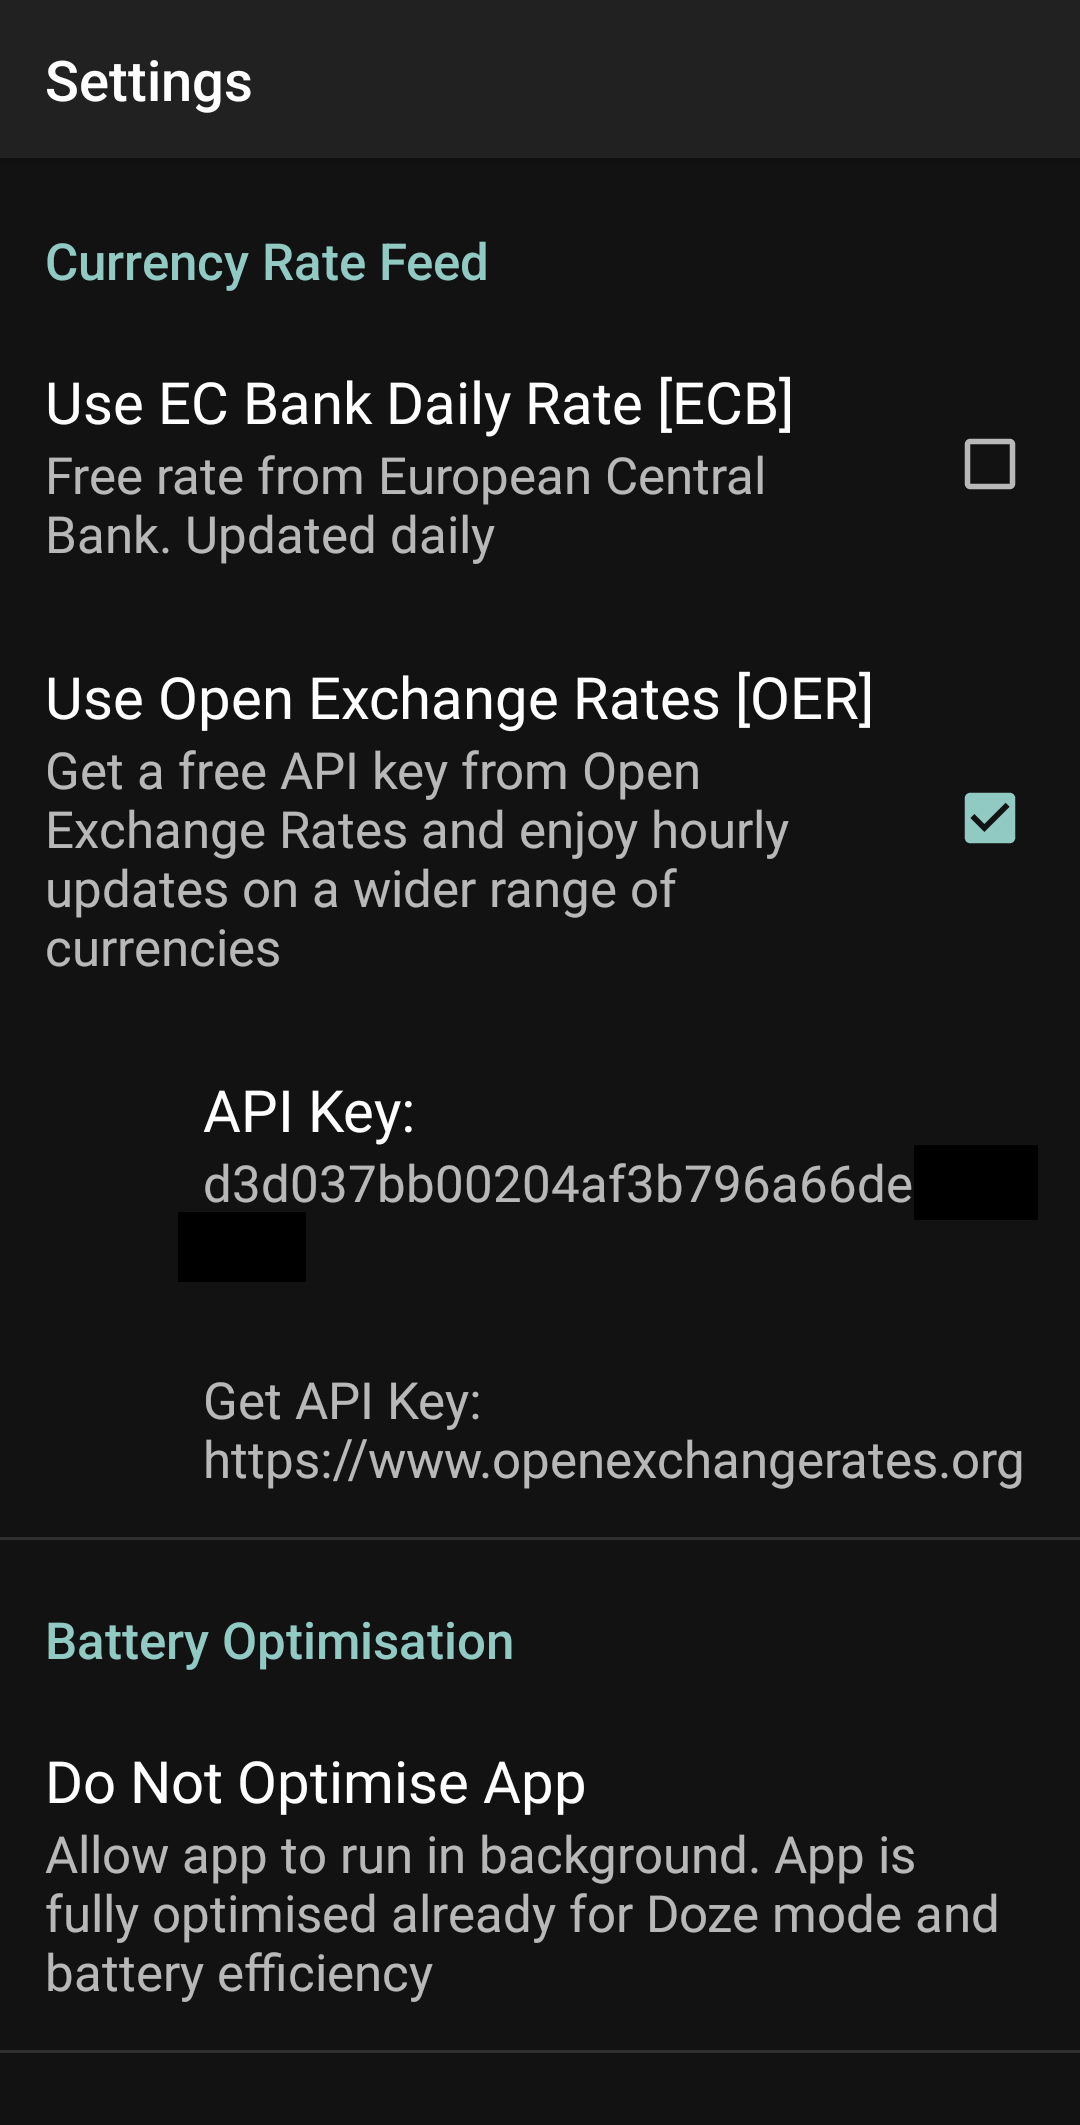 Settings
Currency Rate Feed
Use EC Bank Daily Rate [ECB]
Free rate from European Central
Bank. Updated daily
Use Open Exchange Rates [OER]
Get a free API key from Open
Exchange Rates and enjoy hourly
updates on a wider range of
currencies
API Key:
d3d037bb00204af3b796a66de
Get API Key:
https://www.openexchangerates.org
Battery Optimisation
Do Not Optimise App
Allow app to run in background. App is
fully optimised already for Doze mode and
battery efficiency